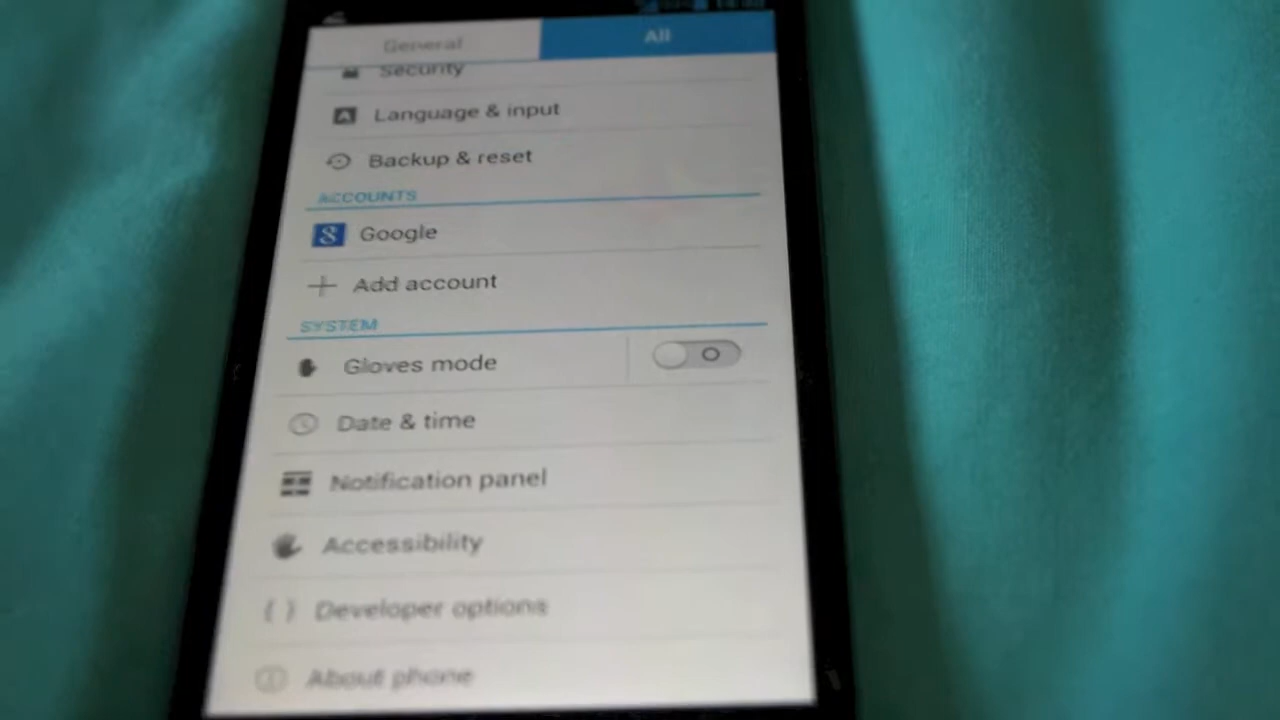 General
All
Security
Language & input
Backup & reset
ACCOUNTS
Google
Add account
SYSTEM
Gloves mode
Date & time
Notification panel
Accessibility
Developer options
About phone